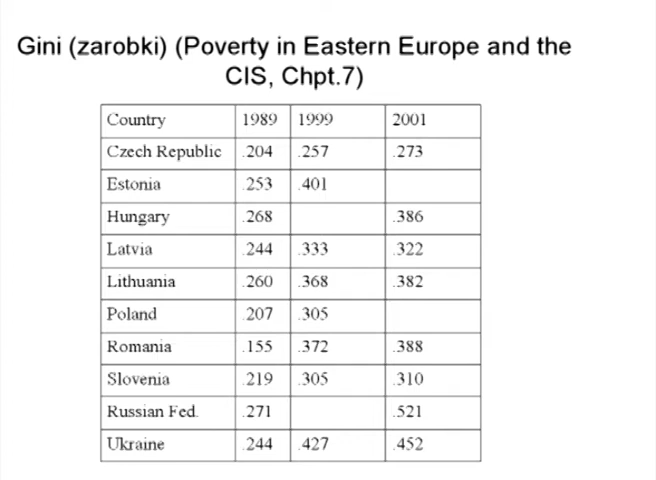 Gini (zarobki) (Poverty in Eastern Europe and the
CIS, Chpt.7)
Country 1989 1999 2001
Czech Republic .204 .257 .273
Estonia .253 .401
Hungary .268 .386
Latvia .244 .333 .322
Lithuania .260 .368 .382
Poland .207 .305
Romania .155 .372 .388
Slovenia .219 .305 .310
Russian Fed. .271 .521
Ukraine .244 .427 .452